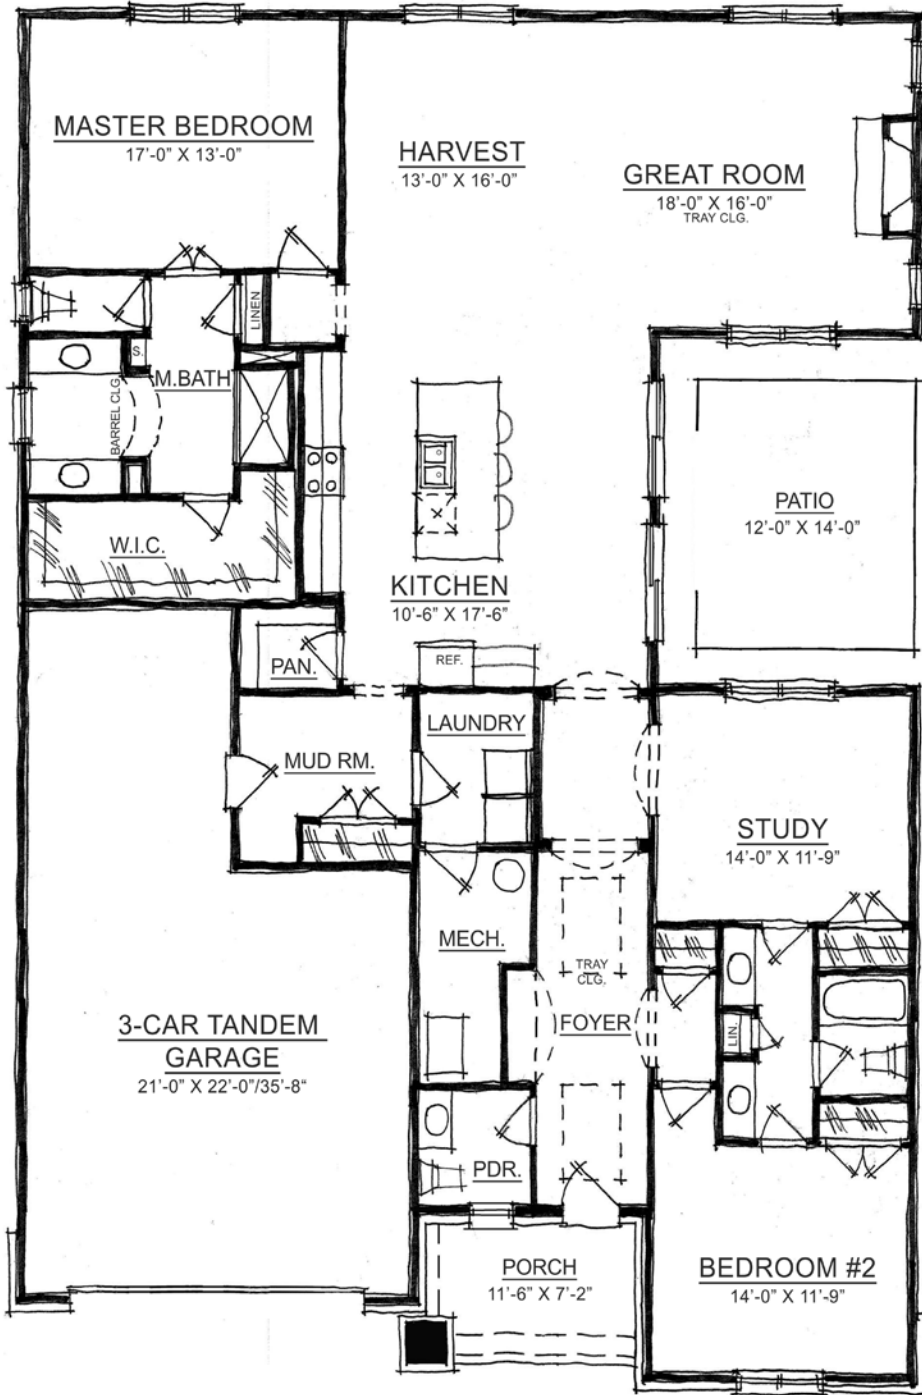 MASTER BEDROOM
17'-0" X 13'-0"
HARVEST
13'-0" X 16'-0"
GREAT ROOM
18'-0" X 16'-0"
TRAY CLG.
LINEN
S.
M.BATH
BARREL CLG.
W.I.C.
PATIO
12'-0" X 14'-0"
KITCHEN
10'-6" X 17'-6"
REF.
PAN.
LAUNDRY
MUD RM.
STUDY
14'-0" X 11'-9"
MECH.
TRAY
CLG.
FOYER
LIN.
3-CAR TANDEM
GARAGE
21'-0" X 22'-0"/35'-8"
PDR.
PORCH
11'-6" X 7'-2"
BEDROOM #2
14'-0" X 11'-9"